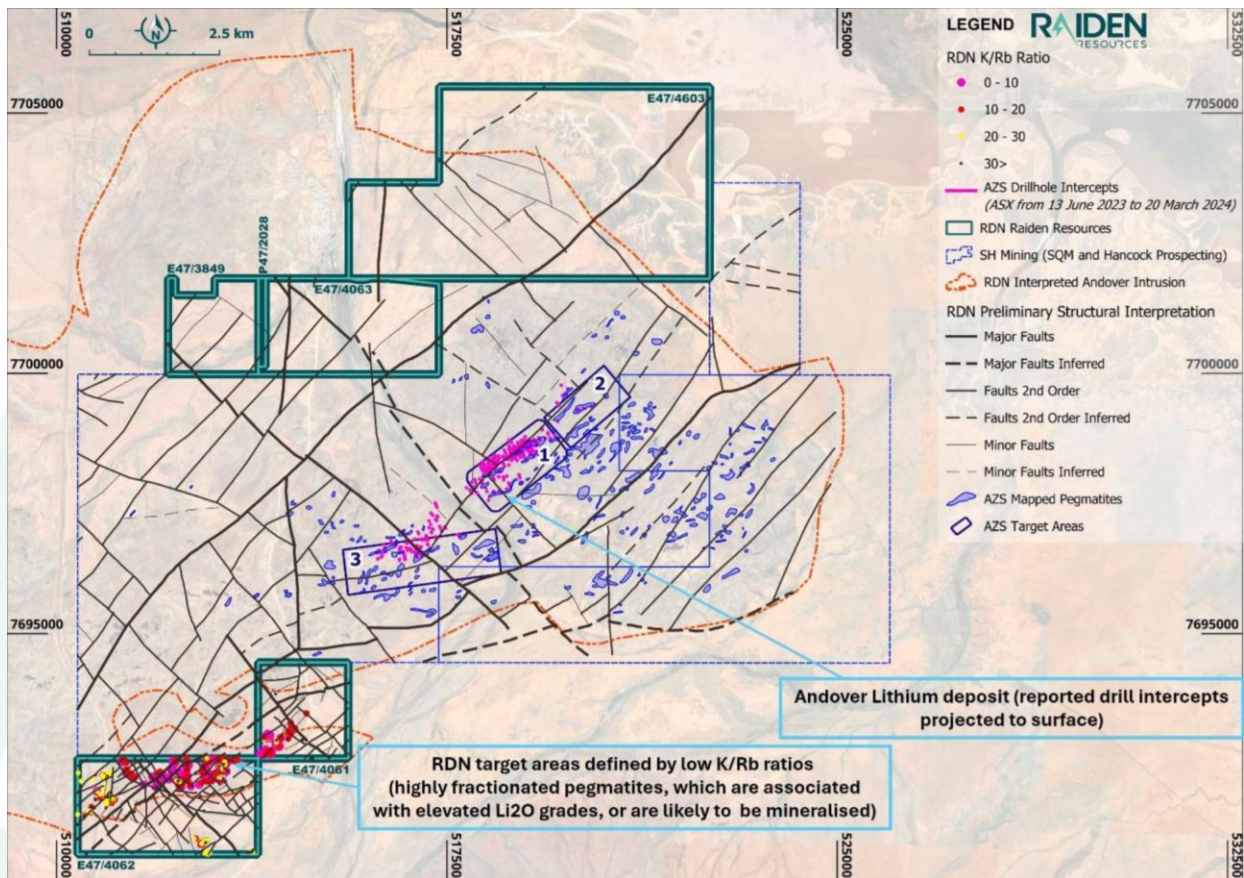 510000
517500
525000
532500
N
0 2.5 km
7705000
7705000
E47/4603
P47/2028
E47/3849
E47/4063
7700000
7700000
2
1
3
7695000
7695000
E47/4061
E47/4062
510000
517500
525000
532500
Andover Lithium deposit (reported drill intercepts
projected to surface)
RDN target areas defined by low K/Rb ratios
(highly fractionated pegmatites, which are associated
with elevated Li2O grades, or are likely to be mineralised)
LEGEND
RAIDEN
RESOURCES
RDN K/Rb Ratio
0 - 10
10 - 20
20 - 30
30>
AZS Drillhole Intercepts
(ASX from 13 June 2023 to 20 March 2024)
RDN Raiden Resources
SH Mining (SQM and Hancock Prospecting)
RDN Interpreted Andover Intrusion
RDN Preliminary Structural Interpretation
Major Faults
Major Faults Inferred
Faults 2nd Order
Faults 2nd Order Inferred
Minor Faults
Minor Faults Inferred
AZS Mapped Pegmatites
AZS Target Areas